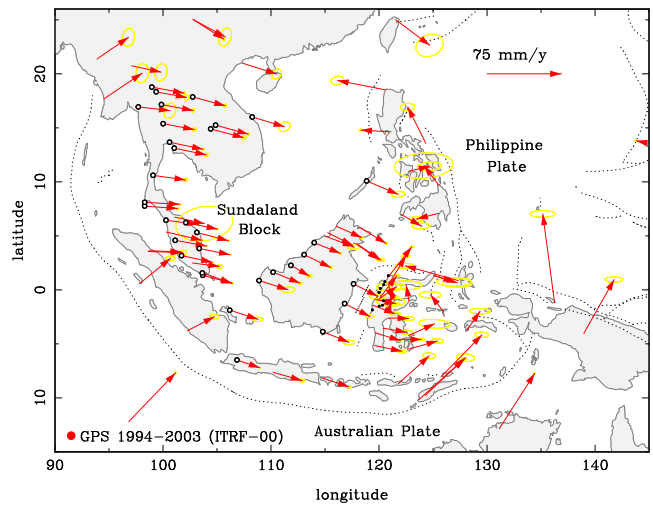 20
10
0
10
90
100
110
120
130
140
latitude
longitude
75 mm/y
Philippine
Plate
Sundaland
Block
Australian Plate
GPS 1994-2003 (ITRF-00)